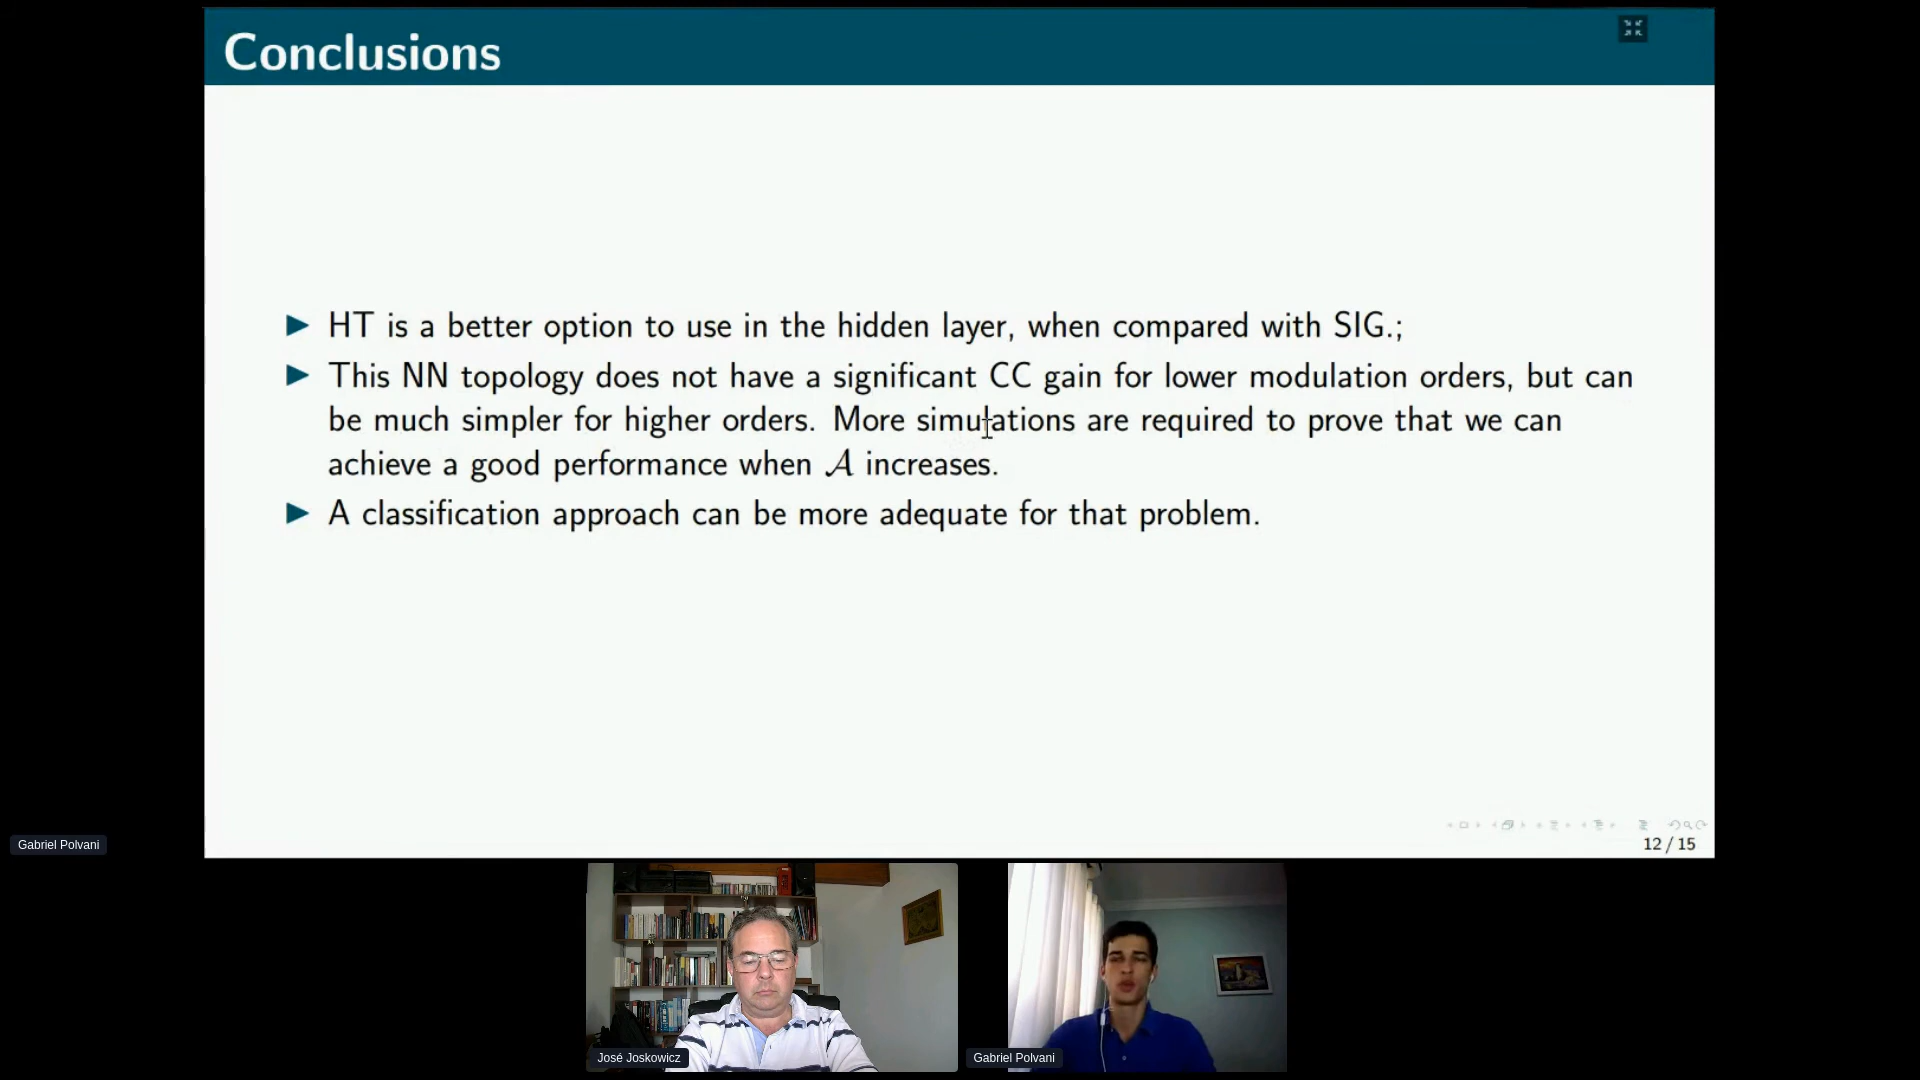 Conclusions
HT is a better option to use in the hidden layer, when compared with SIG.;
This NN topology does not have a significant CC gain for lower modulation orders, but can
be much simpler for higher orders. More simulations are required to prove that we can
achieve a good performance when 𝒜 increases.
A classification approach can be more adequate for that problem.
12 / 15
Gabriel Polvani
José Joskowicz
Gabriel Polvani